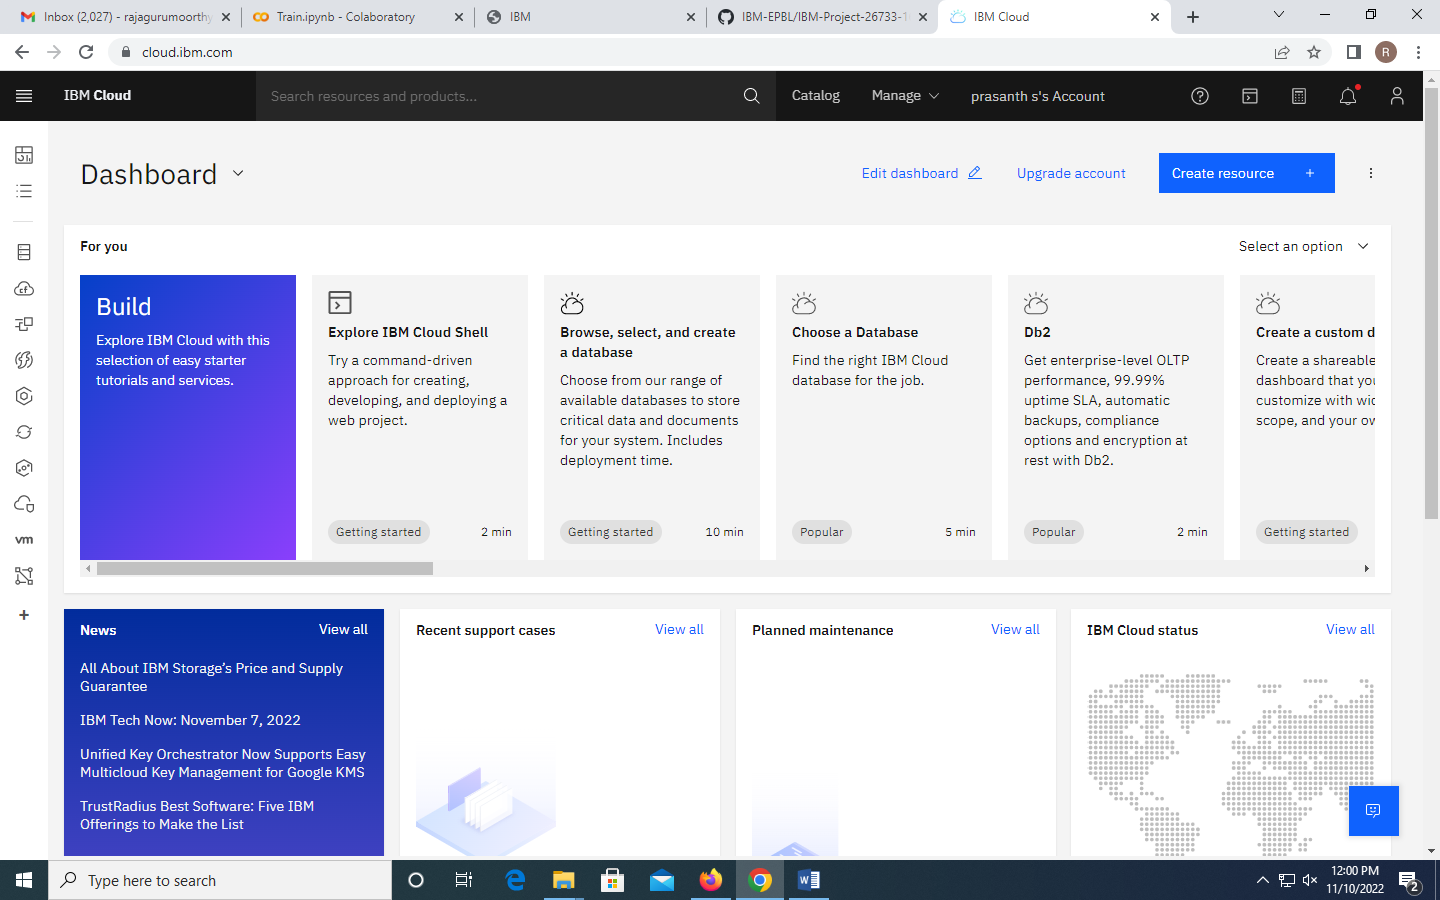 Inbox (2,027) - rajagurumoorthy
Train.ipynb - Colaboratory
IBM
IBM-EPBL/IBM-Project-26733-1
IBM Cloud
cloud.ibm.com
R
IBM Cloud
Search resources and products...
Catalog
Manage
prasanth s's Account
Dashboard
Edit dashboard
Upgrade account
Create resource +
For you
Select an option
Build
Explore IBM Cloud with this
selection of easy starter
tutorials and services.
Explore IBM Cloud Shell
Try a command-driven
approach for creating,
developing, and deploying a
web project.
Getting started
2 min
Browse, select, and create
a database
Choose from our range of
available databases to store
critical data and documents
for your system. Includes
deployment time.
Getting started
10 min
Choose a Database
Find the right IBM Cloud
database for the job.
Popular
5 min
Db2
Get enterprise-level OLTP
performance, 99.99%
uptime SLA, automatic
backups, compliance
options and encryption at
rest with Db2.
Popular
2 min
Create a custom d
Create a shareable
dashboard that you
customize with wid
scope, and your ow
Getting started
cf
vm
News
View all
All About IBM Storage's Price and Supply
Guarantee
IBM Tech Now: November 7, 2022
Unified Key Orchestrator Now Supports Easy
Multicloud Key Management for Google KMS
TrustRadius Best Software: Five IBM
Offerings to Make the List
Recent support cases
View all
Planned maintenance
View all
IBM Cloud status
View all
Type here to search
12:00 PM
11/10/2022
2